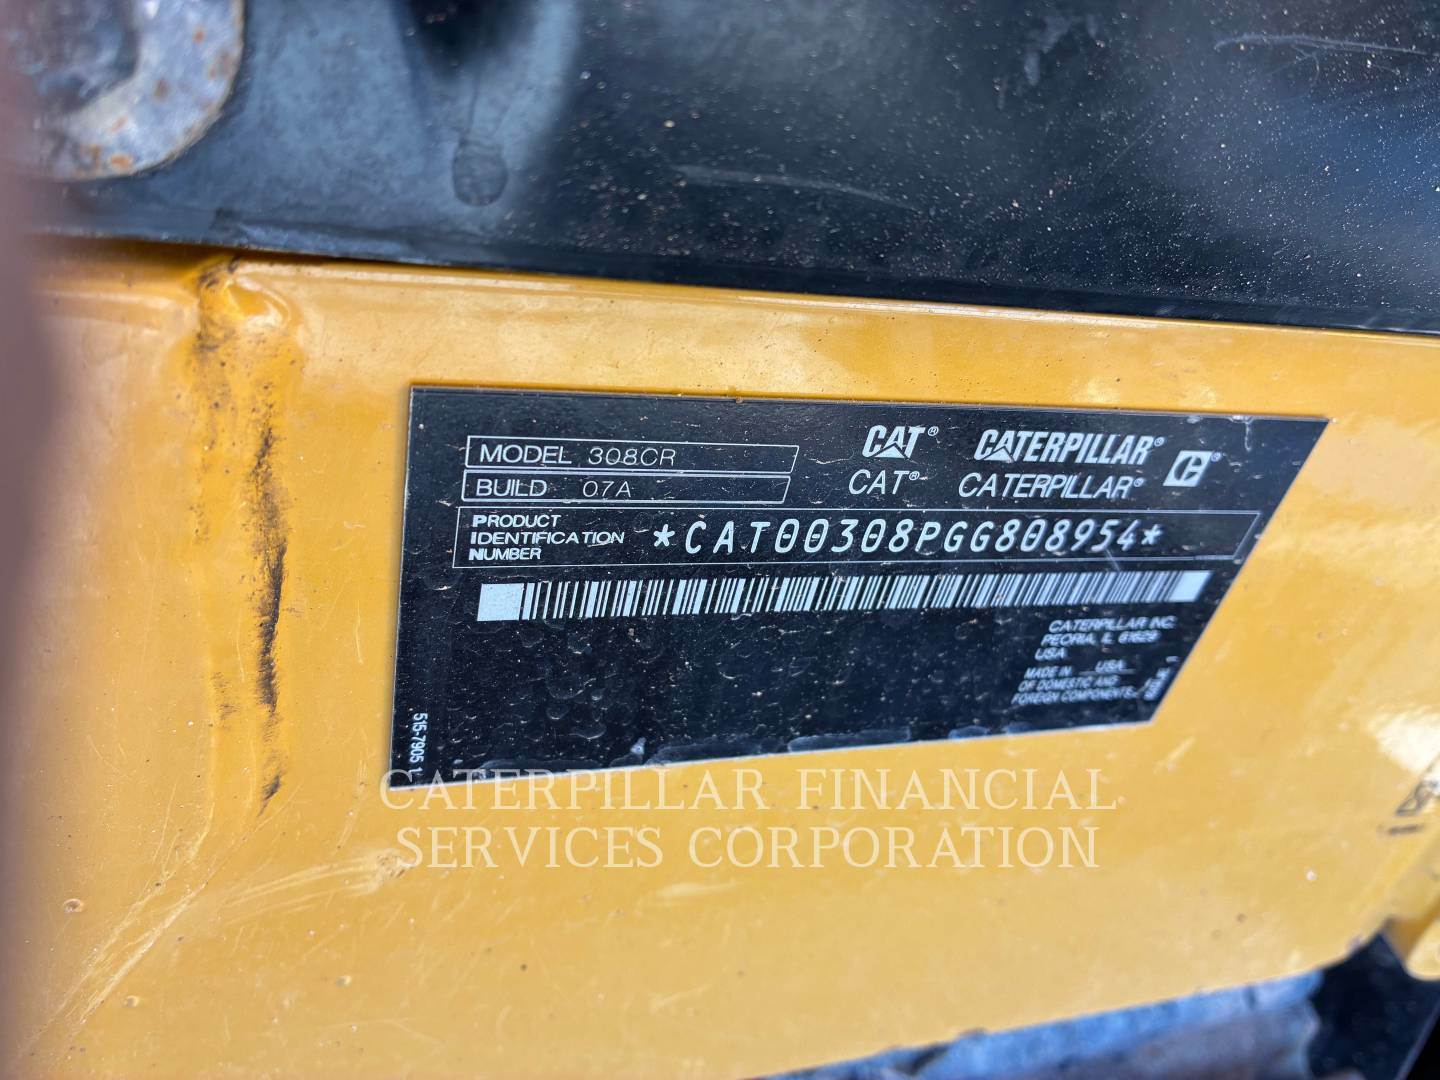 MODEL 308CR
BUILD 07A
CAT® CATERPILLAR®
CAT® CATERPILLAR®
PRODUCT
IDENTIFICATION
NUMBER
*CAT00308PGG808954*
CATERPILLAR INC.
PEORIA, IL 61629
USA
MADE IN USA
OF DOMESTIC AND
FOREIGN COMPONENTS
515-7905 1
CATERPILLAR FINANCIAL
SERVICES CORPORATION